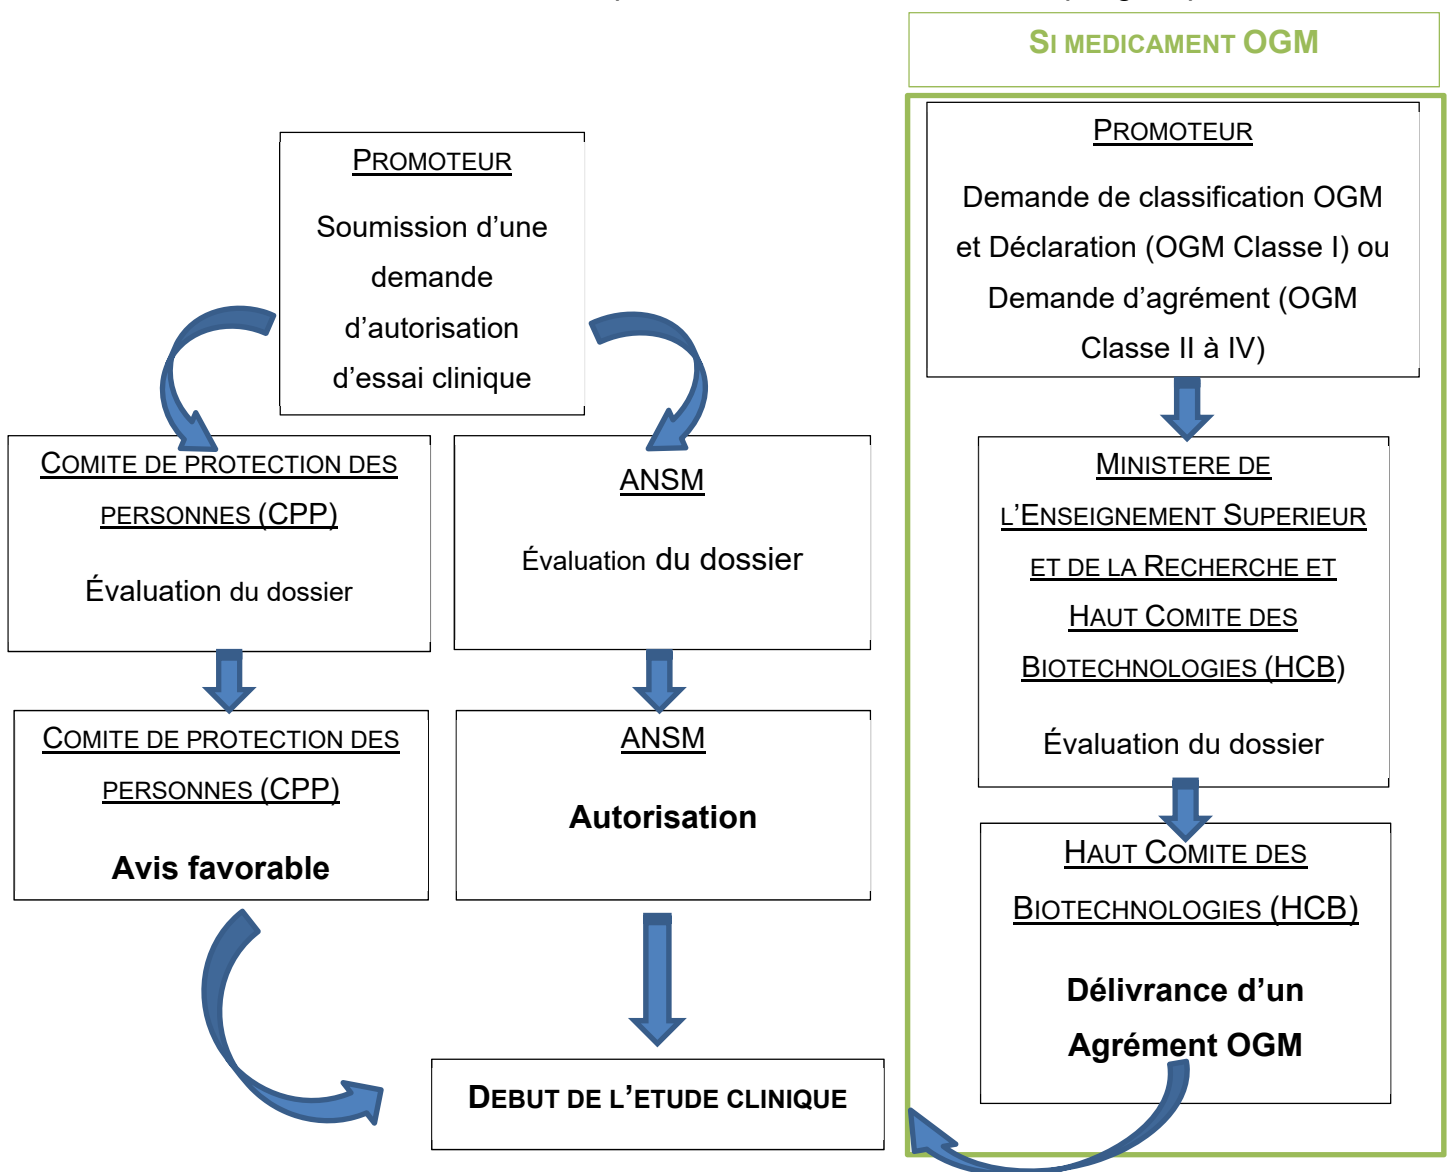 SI MEDICAMENT OGM
PROMOTEUR
Soumission d’une
demande
d’autorisation
d’essai clinique
COMITE DE PROTECTION DES
PERSONNES (CPP)
Évaluation du dossier
ANSM
Évaluation du dossier
COMITE DE PROTECTION DES
PERSONNES (CPP)
Avis favorable
ANSM
Autorisation
DEBUT DE L’ETUDE CLINIQUE
PROMOTEUR
Demande de classification OGM
et Déclaration (OGM Classe I) ou
Demande d’agrément (OGM
Classe II à IV)
MINISTERE DE
L’ENSEIGNEMENT SUPERIEUR
ET DE LA RECHERCHE ET
HAUT COMITE DES
BIOTECHNOLOGIES (HCB)
Évaluation du dossier
HAUT COMITE DES
BIOTECHNOLOGIES (HCB)
Délivrance d’un
Agrément OGM